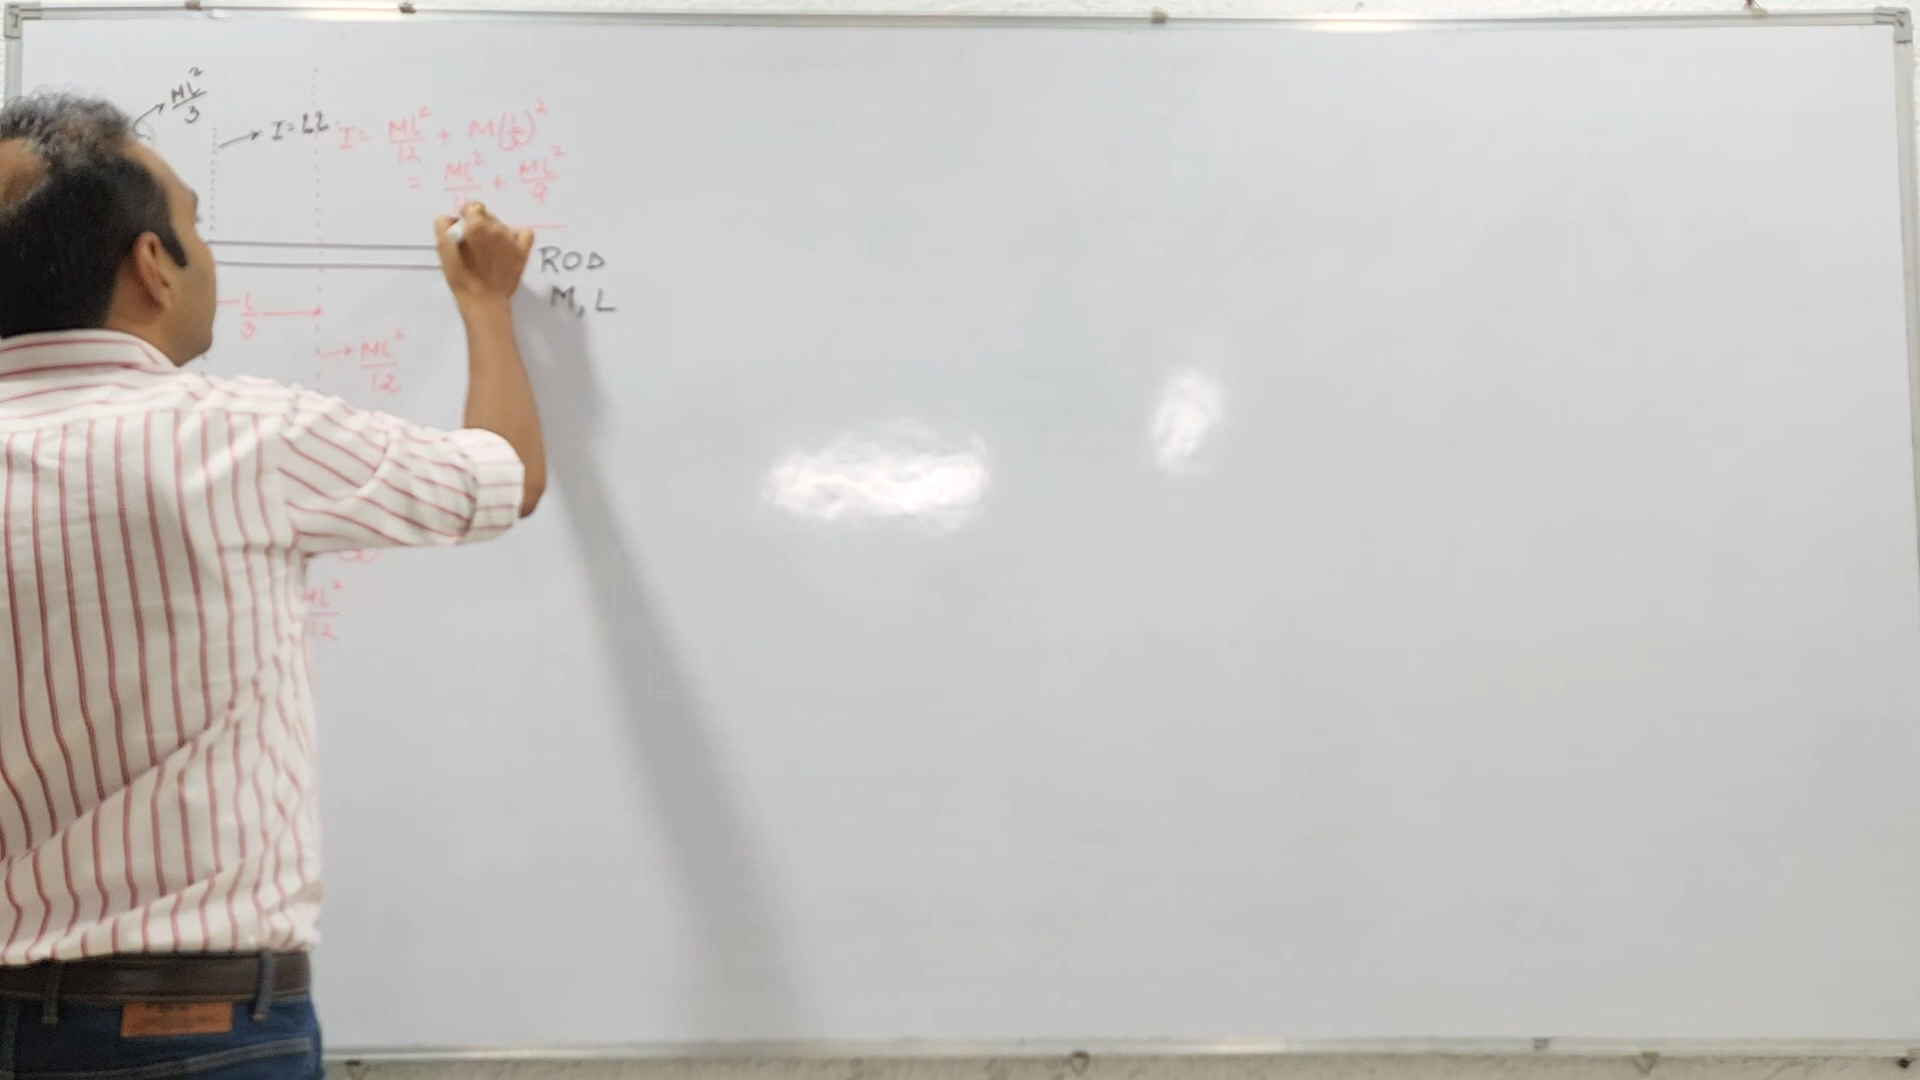 ML²/3
I = ??
I = ML²/12 + M(L/3)²
= ML²/12 + ML²/9
ROD
M, L
L/3
ML²/12
ML²/12